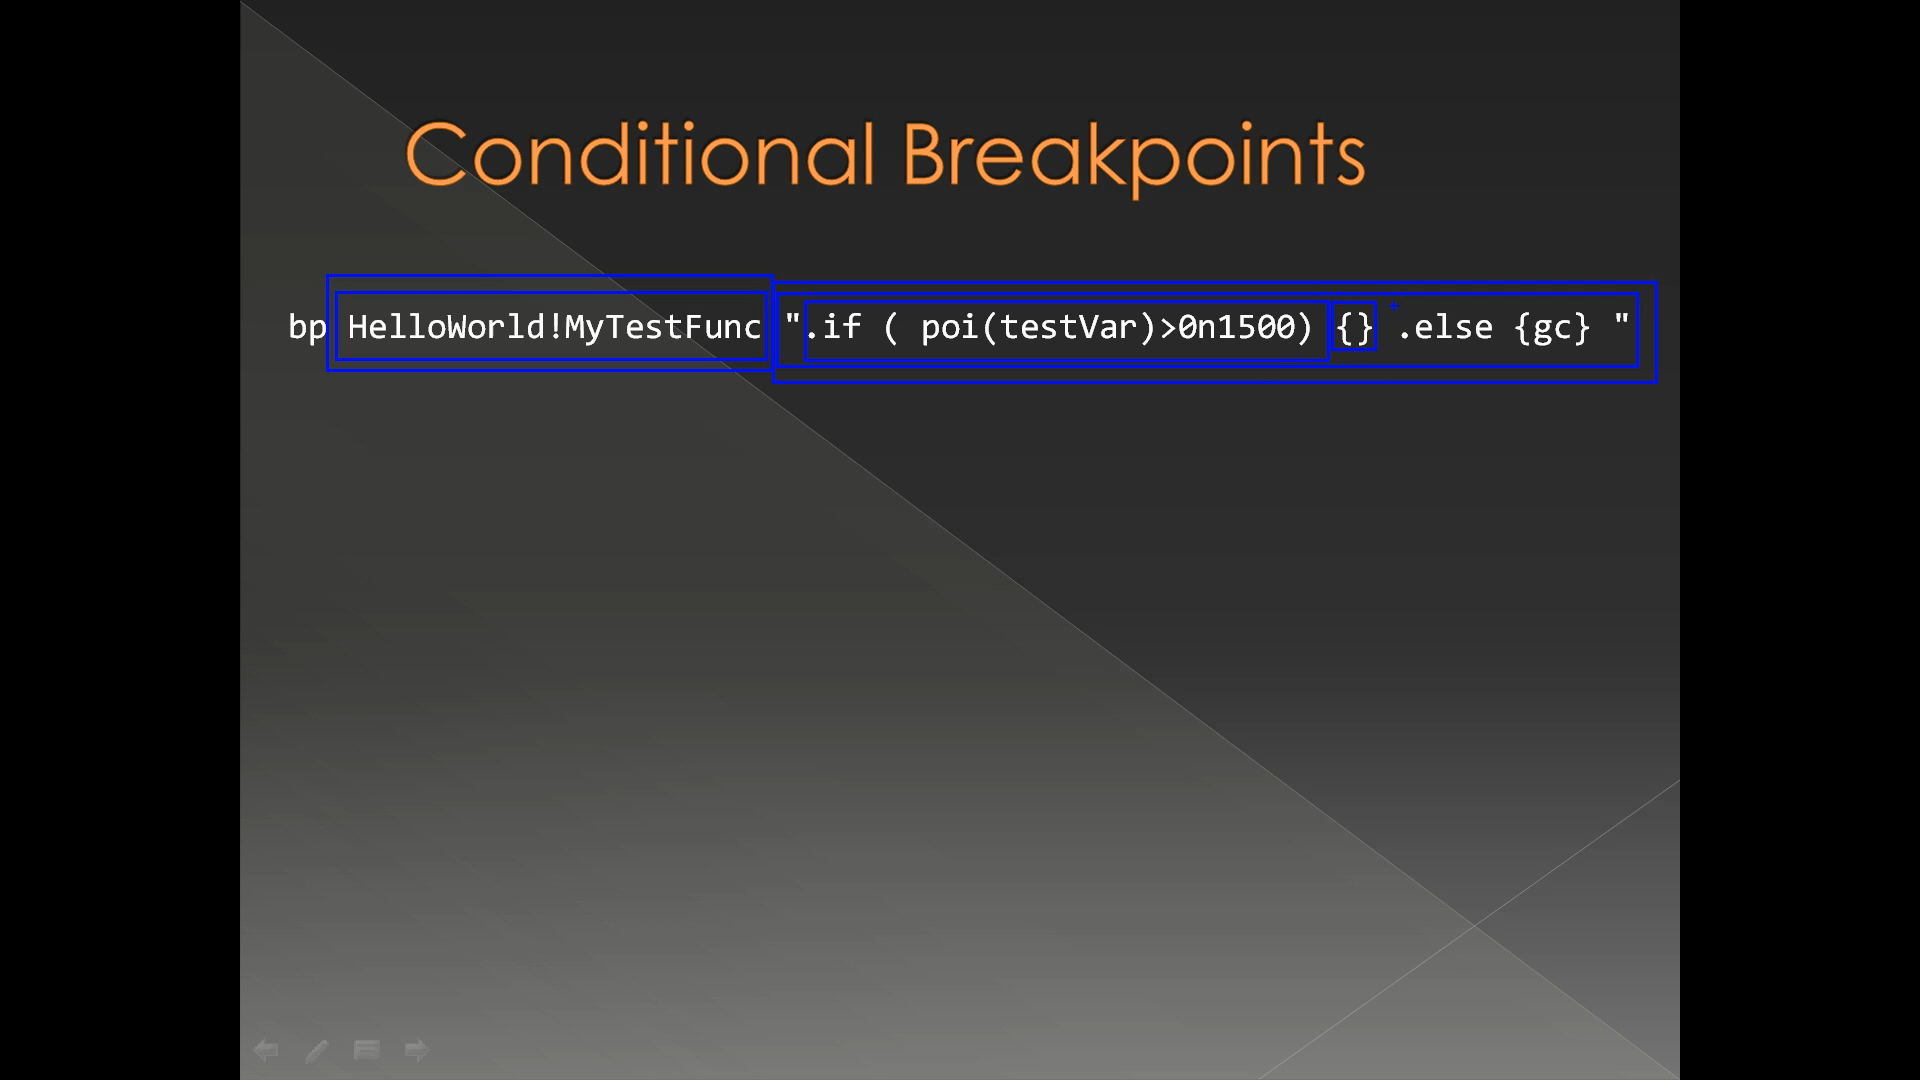 Conditional Breakpoints
bp HelloWorld!MyTestFunc ".if ( poi(testVar)>0n1500) {} .else {gc} "